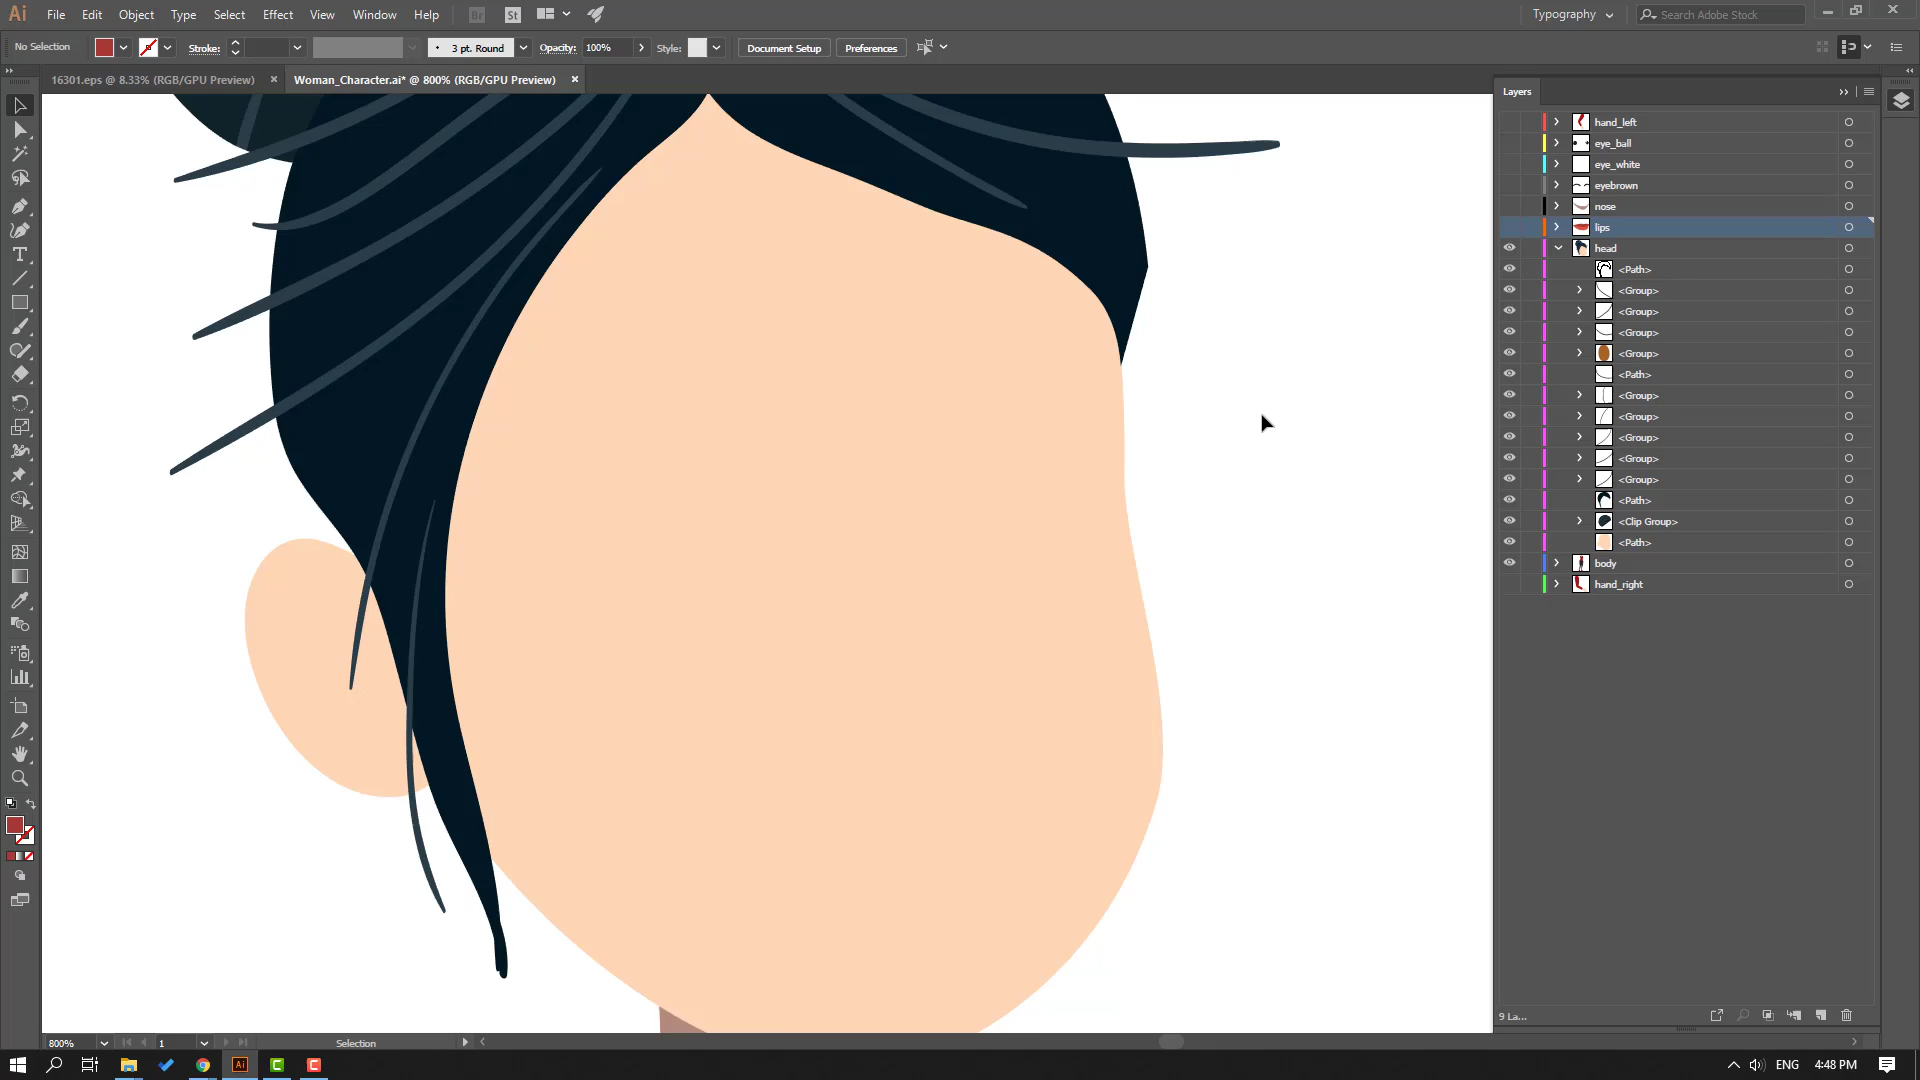 Ai File Edit Object Type Select Effect View Window Help Br St Typography Search Adobe Stock
No Selection Stroke: 3 pt. Round Opacity: 100% Style: Document Setup Preferences
16301.eps @ 8.33% (RGB/GPU Preview) × Woman_Character.ai* @ 800% (RGB/GPU Preview) ×
Layers
hand_left
eye_ball
eye_white
eyebrown
nose
lips
head
<Path>
<Group>
<Group>
<Group>
<Group>
<Path>
<Group>
<Group>
<Group>
<Group>
<Group>
<Path>
<Clip Group>
<Path>
body
hand_right
9 La...
800% 1 Selection
Ai C C ENG 4:48 PM